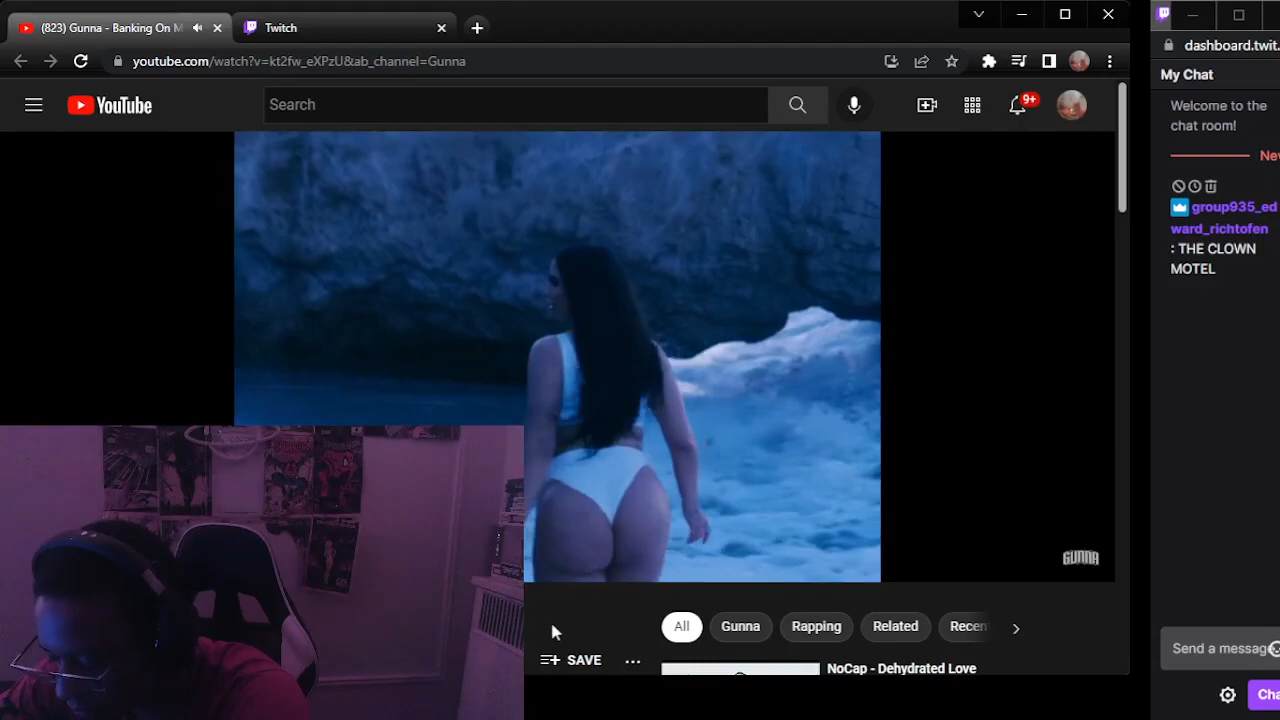 (823) Gunna - Banking On M
Twitch
youtube.com/watch?v=kt2fw_eXPzU&ab_channel=Gunna
dashboard.twit
YouTube
Search
9+
My Chat
Welcome to the
chat room!
Nev
group935_ed
ward_richtofen
: THE CLOWN
MOTEL
GUNNA
All
Gunna
Rapping
Related
Recen
SAVE
NoCap - Dehydrated Love
Send a message
Cha